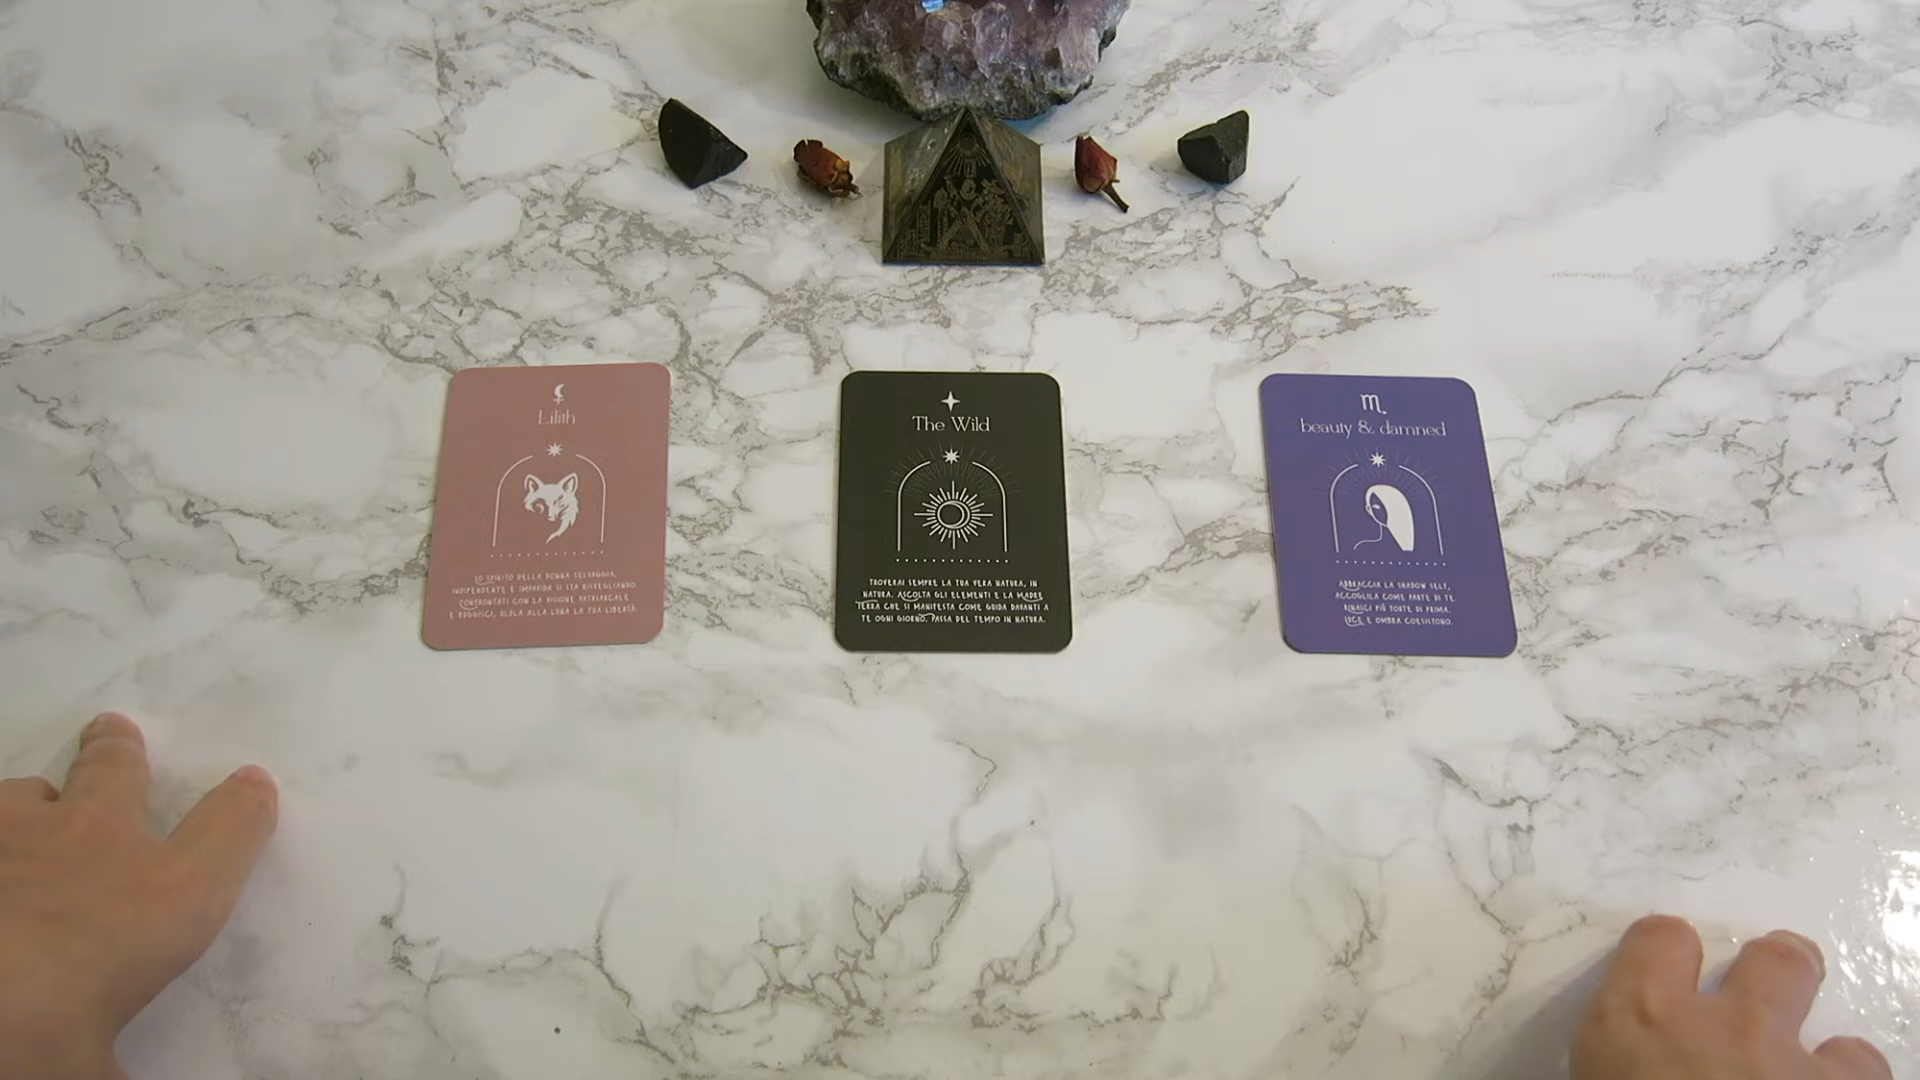 Lilith
LO SPIRITO DELLA DONNA SELVAGGIA,
INDIPENDENTE E IMPAVIDA SI STA RISVEGLIANDO.
CONFRONTATI CON LA VISIONE PATRIARCALE
E RUGGISCI, ULULA ALLA LUNA LA TUA LIBERTÀ.
The Wild
TROVERAI SEMPRE LA TUA VERA NATURA, IN
NATURA. ASCOLTA GLI ELEMENTI E LA MADRE
TERRA CHE SI MANIFESTA COME GUIDA DAVANTI A
TE OGNI GIORNO. PASSA DEL TEMPO IN NATURA.
beauty & damned
ABBRACCIA LA SHADOW SELF,
ACCOGLILA COME PARTE DI TE.
RINASCI PIÙ FORTE DI PRIMA.
LUCE E OMBRA COESISTONO.